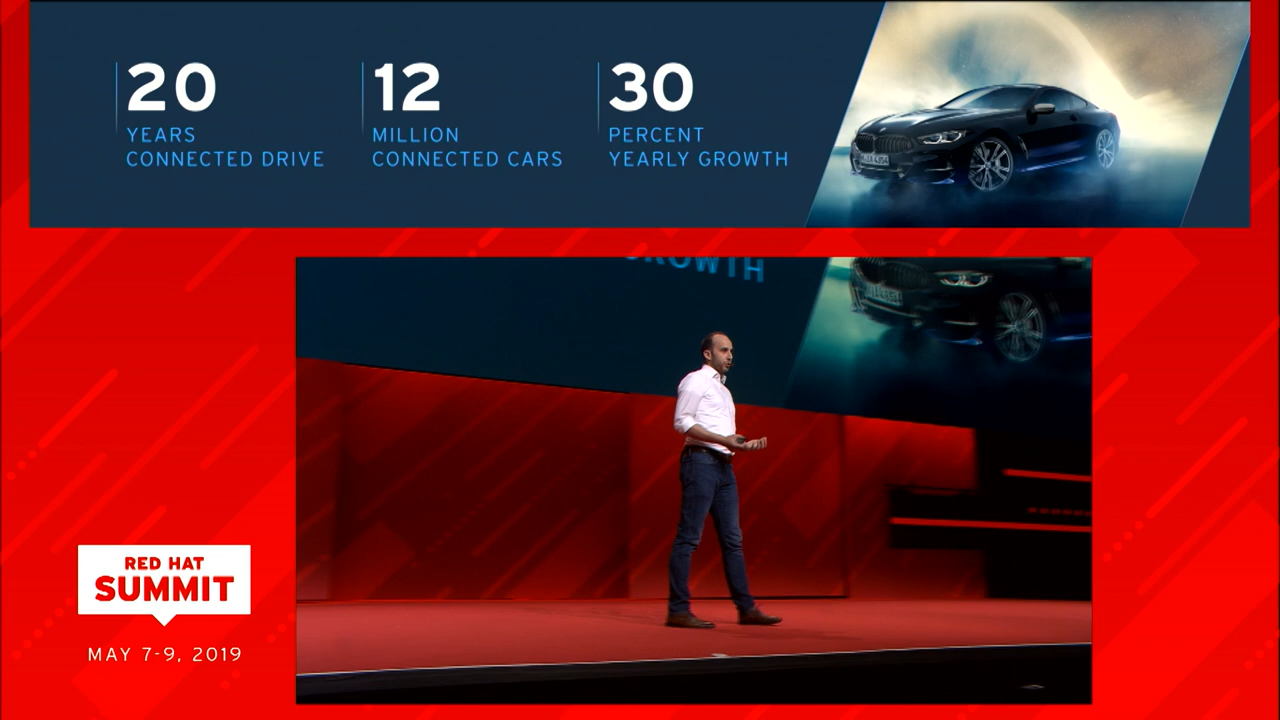 20
YEARS
CONNECTED DRIVE
12
MILLION
CONNECTED CARS
30
PERCENT
YEARLY GROWTH
GROWTH
RED HAT
SUMMIT
MAY 7-9, 2019